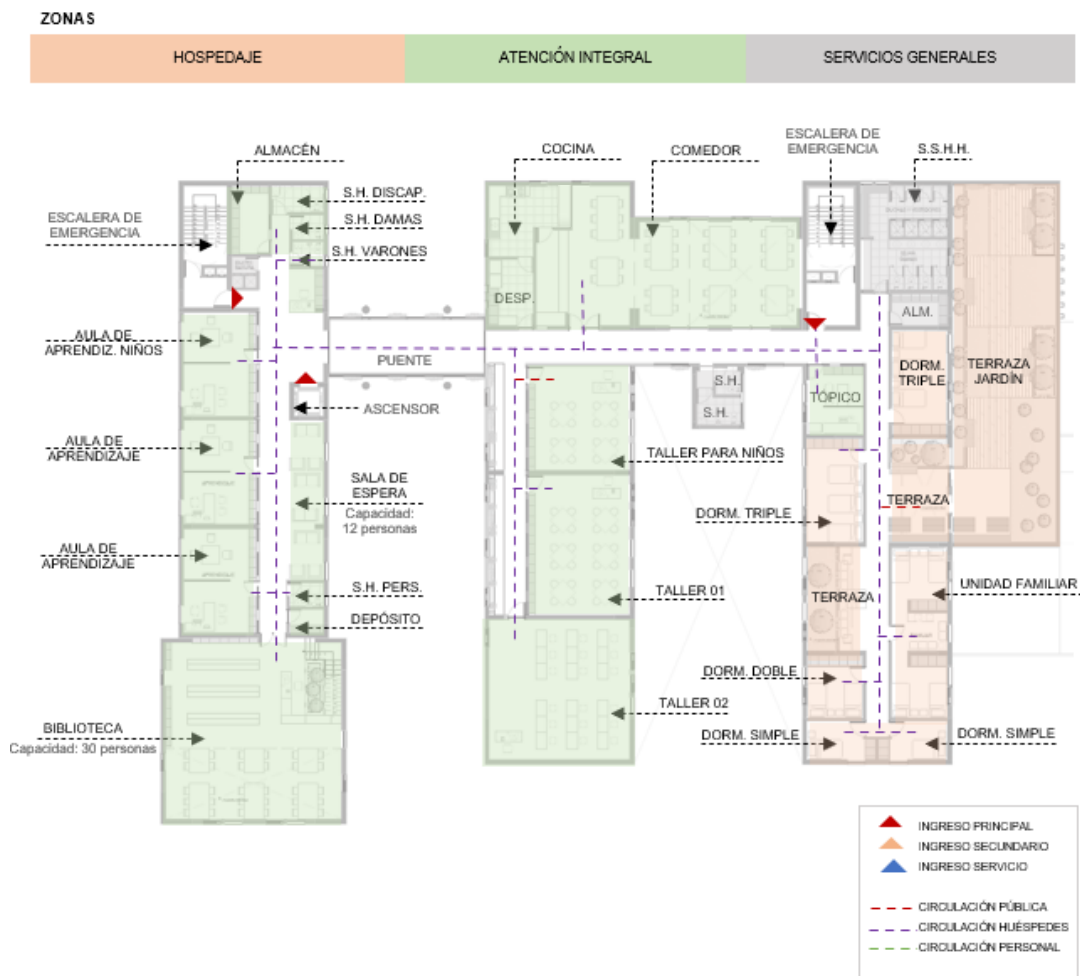 ZONAS
HOSPEDAJE
ATENCIÓN INTEGRAL
SERVICIOS GENERALES
ALMACÉN
S.H. DISCAP.
S.H. DAMAS
S.H. VARONES
ESCALERA DE
EMERGENCIA
COCINA
COMEDOR
ESCALERA DE
EMERGENCIA
S.S.H.H.
DESP.
ALM.
AULA DE
APRENDIZ. NIÑOS
PUENTE
ASCENSOR
S.H.
S.H.
TÓPICO
DORM.
TRIPLE
TERRAZA
JARDÍN
AULA DE
APRENDIZAJE
SALA DE
ESPERA
Capacidad:
12 personas
TALLER PARA NIÑOS
DORM. TRIPLE
TERRAZA
AULA DE
APRENDIZAJE
S.H. PERS.
DEPÓSITO
TALLER 01
TERRAZA
UNIDAD FAMILIAR
BIBLIOTECA
Capacidad: 30 personas
TALLER 02
DORM. DOBLE
DORM. SIMPLE
DORM. SIMPLE
INGRESO PRINCIPAL
INGRESO SECUNDARIO
INGRESO SERVICIO
CIRCULACIÓN PÚBLICA
CIRCULACIÓN HUÉSPEDES
CIRCULACIÓN PERSONAL